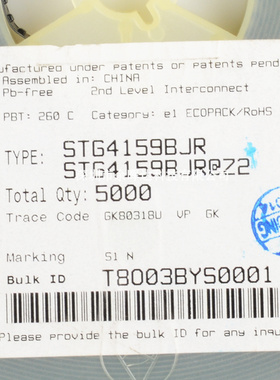 ufactured under patents or patents pend
Assembled in: CHINA
Pb-free 2nd Level Interconnect
PBT: 260 C Category: e1 ECOPACK/RoHS
TYPE: STG4159BJR
STG4159BJR@Z2
Total Qty: 5000
Trace Code GK8031BU VP GK
Marking S1 N
Bulk ID T8003BYS0001
Please provide the bulk ID for any inqu